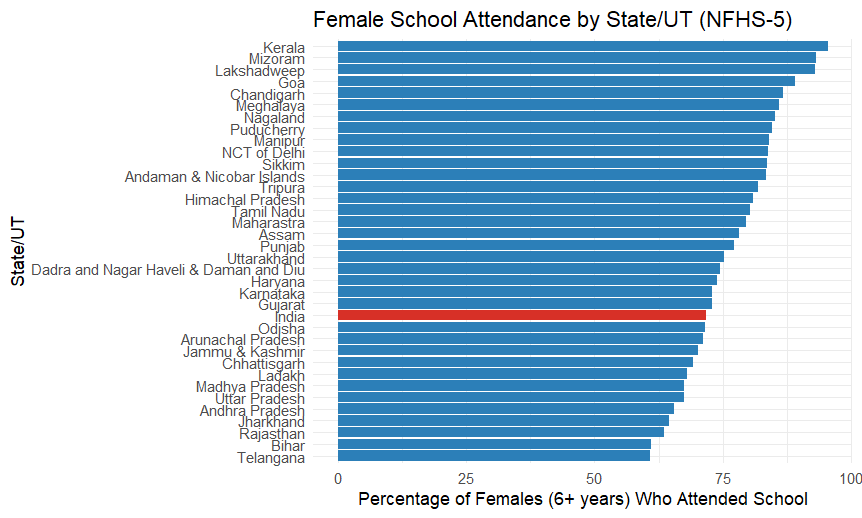 Female School Attendance by State/UT (NFHS-5)
State/UT
Kerala
Mizoram
Lakshadweep
Goa
Chandigarh
Meghalaya
Nagaland
Puducherry
Manipur
NCT of Delhi
Sikkim
Andaman & Nicobar Islands
Tripura
Himachal Pradesh
Tamil Nadu
Maharastra
Assam
Punjab
Uttarakhand
Dadra and Nagar Haveli & Daman and Diu
Haryana
Karnataka
Gujarat
India
Odisha
Arunachal Pradesh
Jammu & Kashmir
Chhattisgarh
Ladakh
Madhya Pradesh
Uttar Pradesh
Andhra Pradesh
Jharkhand
Rajasthan
Bihar
Telangana
0 25 50 75 100
Percentage of Females (6+ years) Who Attended School